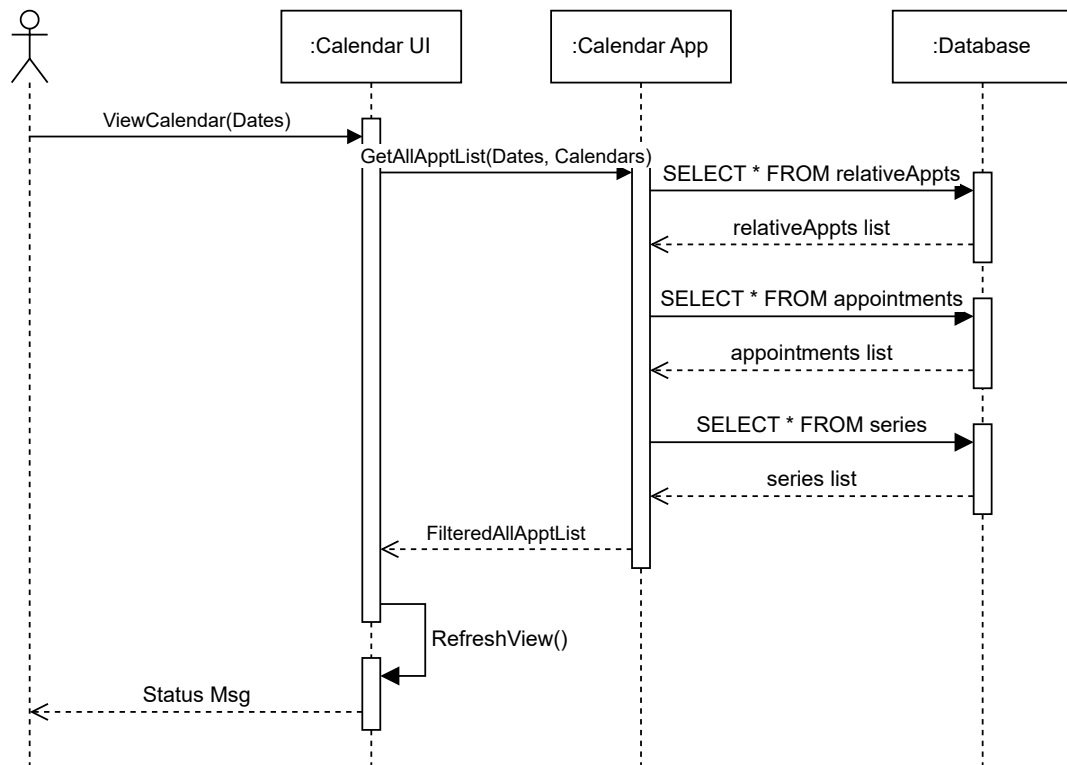 :Calendar UI
:Calendar App
:Database
ViewCalendar(Dates)
GetAllApptList(Dates, Calendars)
SELECT * FROM relativeAppts
relativeAppts list
SELECT * FROM appointments
appointments list
SELECT * FROM series
series list
FilteredAllApptList
RefreshView()
Status Msg